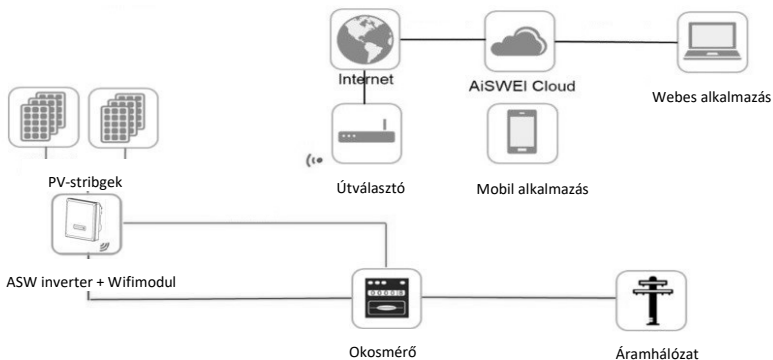 Internet
AiSWEI Cloud
Webes alkalmazás
PV-stribgek
Útválasztó
Mobil alkalmazás
ASW inverter + Wifimodul
Okosmérő
Áramhálózat